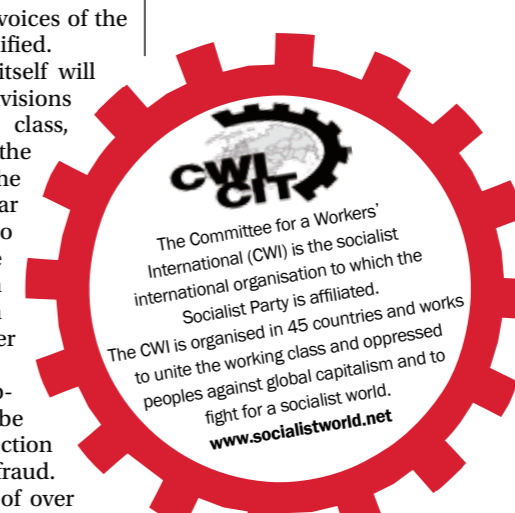 voices of the
ified.
itself will
visions
class,
the
he
ar
o
er
o-
be
ection
fraud.
of over
CWI
CIT
The Committee for a Workers'
International (CWI) is the socialist
international organisation to which the
Socialist Party is affiliated.
The CWI is organised in 45 countries and works
to unite the working class and oppressed
peoples against global capitalism and to
fight for a socialist world.
www.socialistworld.net